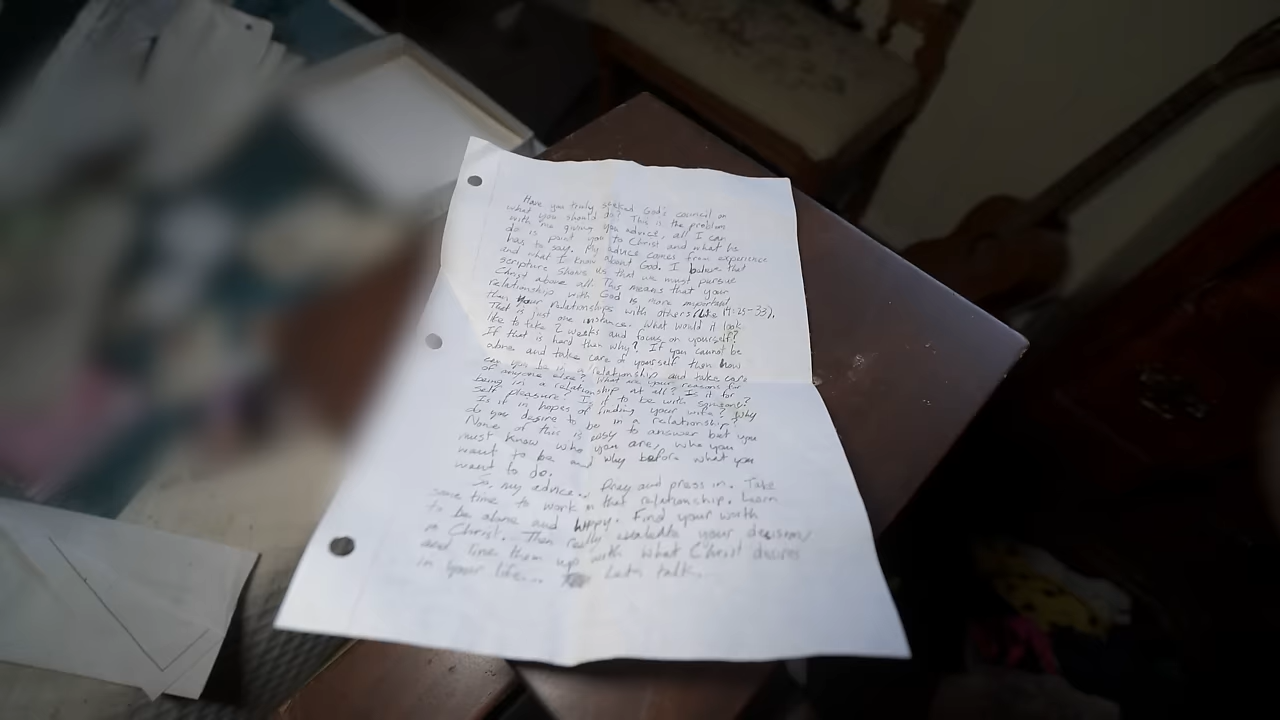 Have you truly seeked God's council on
what you should do? This is the problem
with me giving you advice, all I can
do is point you to Christ and what his
has to say. My advice comes from experience
and what I know about God. I believe that
scripture shows us that we must pursue
Christ above all. This means that your
relationship with God is more important
then your relationships with others (Luke 14:25-33).
That is just one instance. What would it look
like to take 2 weeks and focus on yourself?
If that is hard then why? If you cannot be
alone and take care of yourself then how
can you be in a relationship and take care
of anyone else? What are your reasons for
being in a relationship at all? Is it for
self pleasure? Is it to be with someone?
Is it in hopes of finding your wife? Why
do you desire to be in a relationship?
None of this is easy to answer but you
must know who you are, who you
want to be and why before what you
want to do.
So, my advice... Pray and press in. Take
some time to work on that relationship. Learn
to be alone and happy. Find your worth
in Christ. Then really evaluate your decisions
and line them up with what Christ desires
in your life... Let's talk.